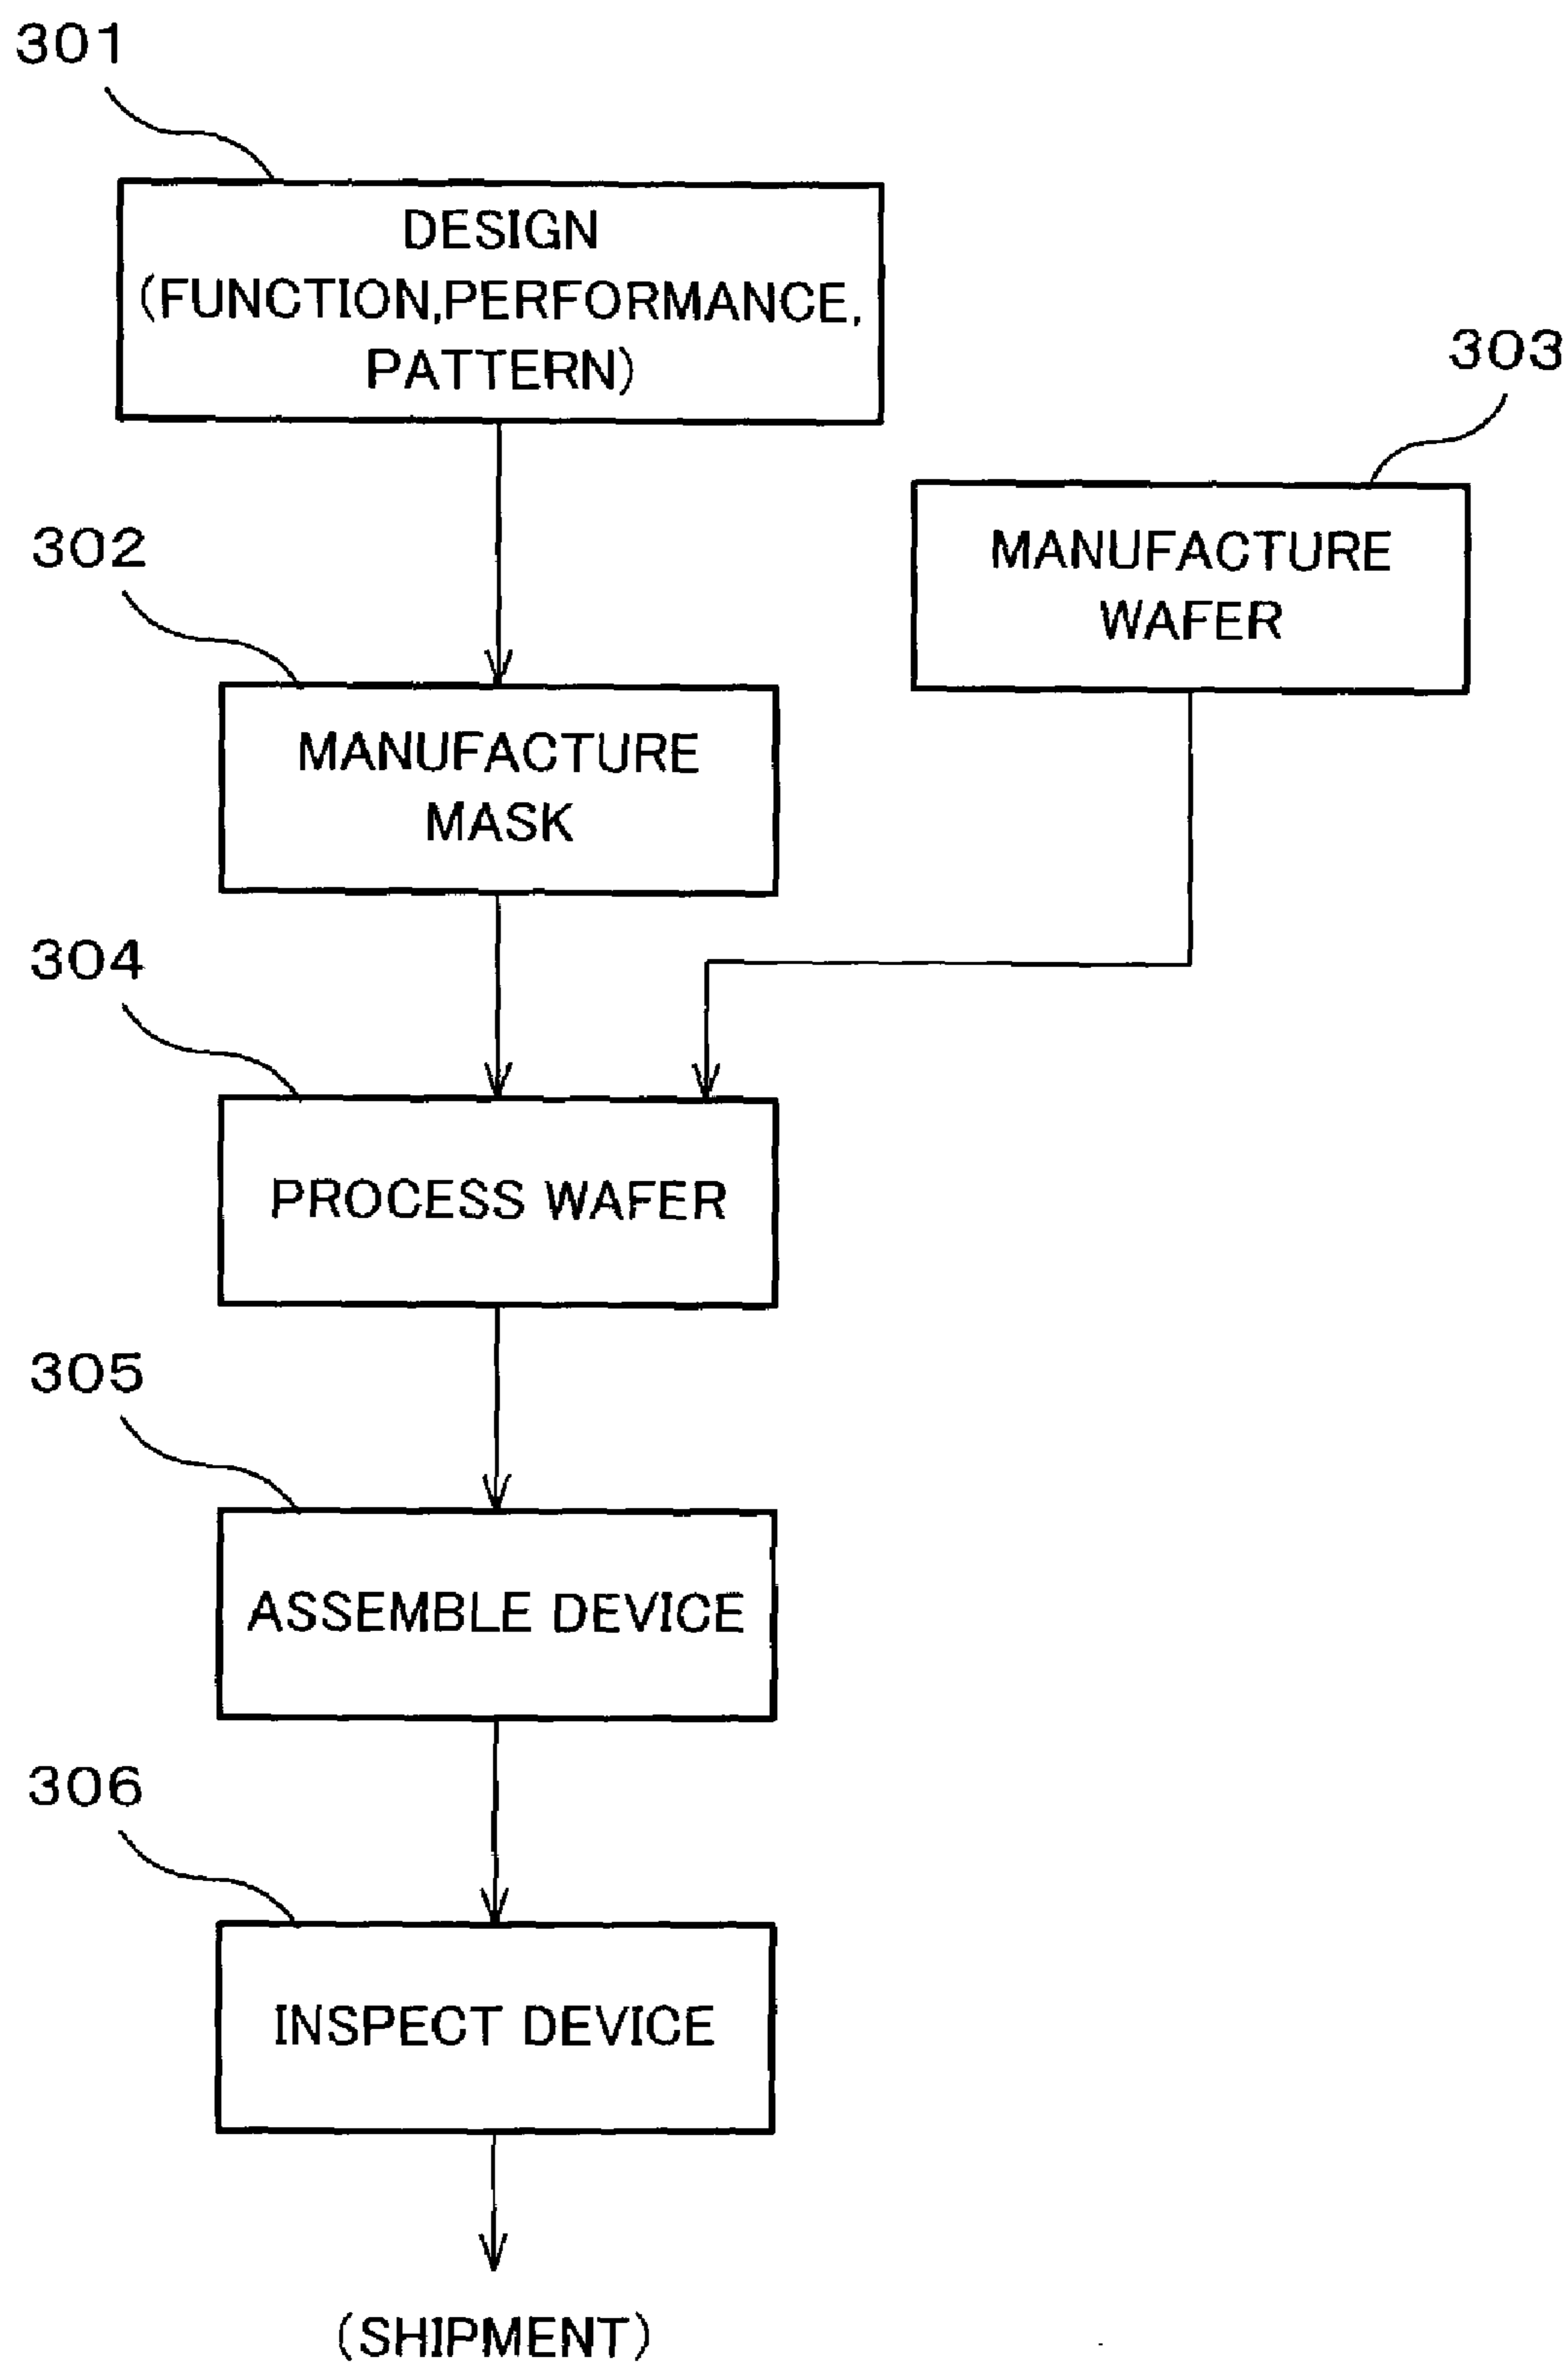 301
DESIGN
(FUNCTION,PERFORMANCE,
PATTERN)
303
MANUFACTURE
WAFER
302
MANUFACTURE
MASK
304
PROCESS WAFER
305
ASSEMBLE DEVICE
306
INSPECT DEVICE
(SHIPMENT)